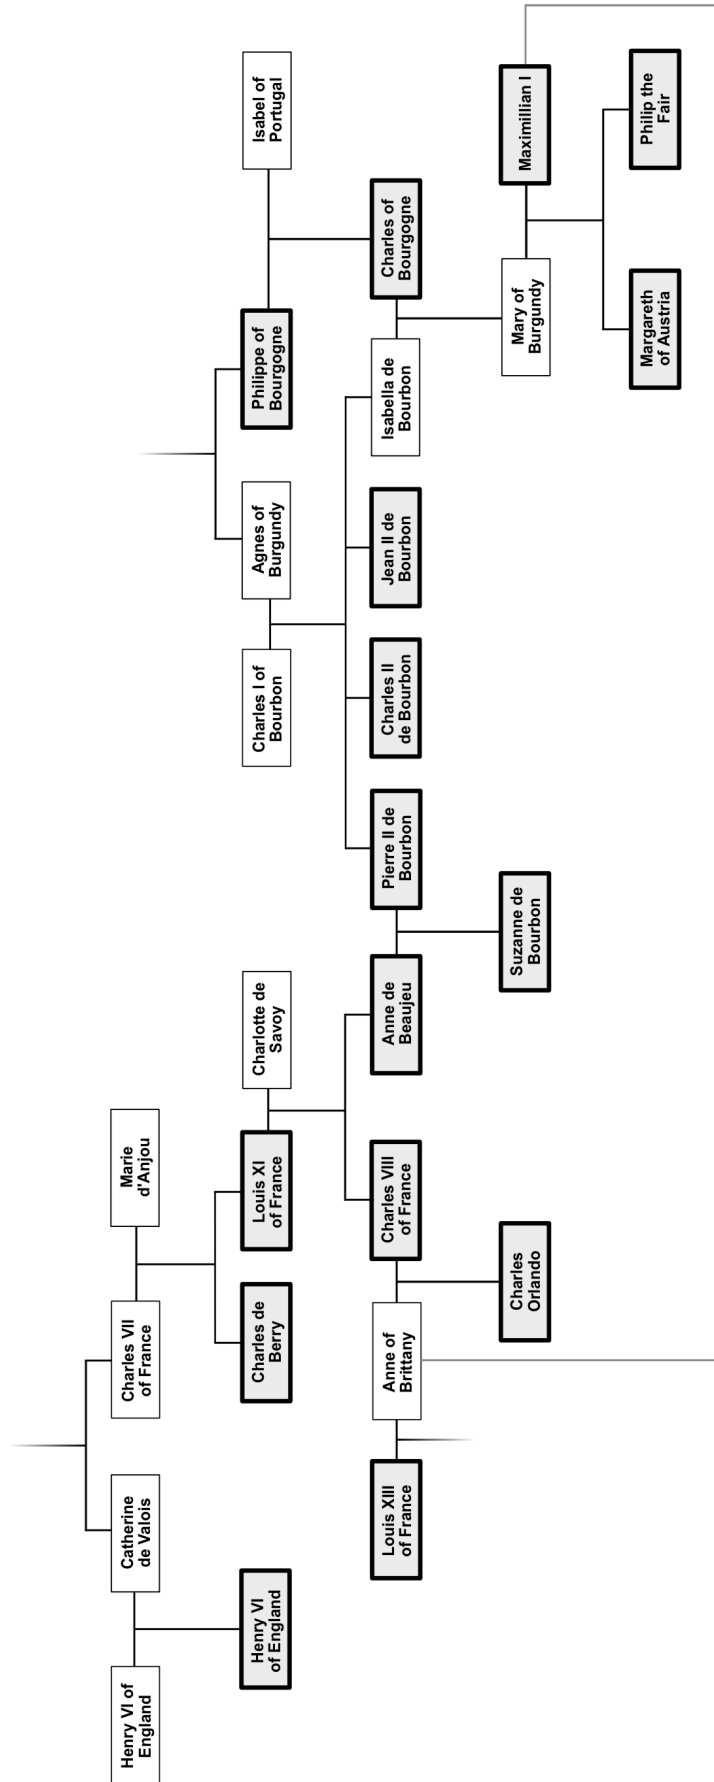 Henry VI of
England
Catherine
de Valois
Charles VII
of France
Marie
d'Anjou
Henry VI
of England
Charles de
Berry
Louis XI
of France
Charlotte de
Savoy
Charles I of
Bourbon
Agnes of
Burgundy
Philippe of
Bourgogne
Isabel of
Portugal
Louis XIII
of France
Anne of
Brittany
Charles VIII
of France
Anne de
Beaujeu
Pierre II de
Bourbon
Charles II
de Bourbon
Jean II de
Bourbon
Isabella de
Bourbon
Charles of
Bourgogne
Charles
Orlando
Suzanne de
Bourbon
Mary of
Burgundy
Maximillian I
Margareth
of Austria
Philip the
Fair